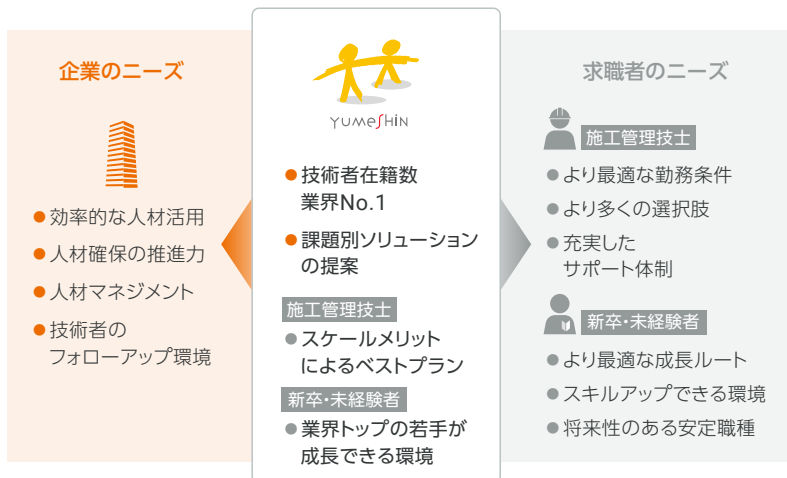 企業のニーズ
●効率的な人材活用
●人材確保の推進力
●人材マネジメント
●技術者の
フォローアップ環境
YUMESHIN
●技術者在籍数
業界No.1
●課題別ソリューション
の提案
施工管理技士
●スケールメリット
によるベストプラン
新卒・未経験者
●業界トップの若手が
成長できる環境
求職者のニーズ
施工管理技士
●より最適な勤務条件
●より多くの選択肢
●充実した
サポート体制
新卒・未経験者
●より最適な成長ルート
●スキルアップできる環境
●将来性のある安定職種